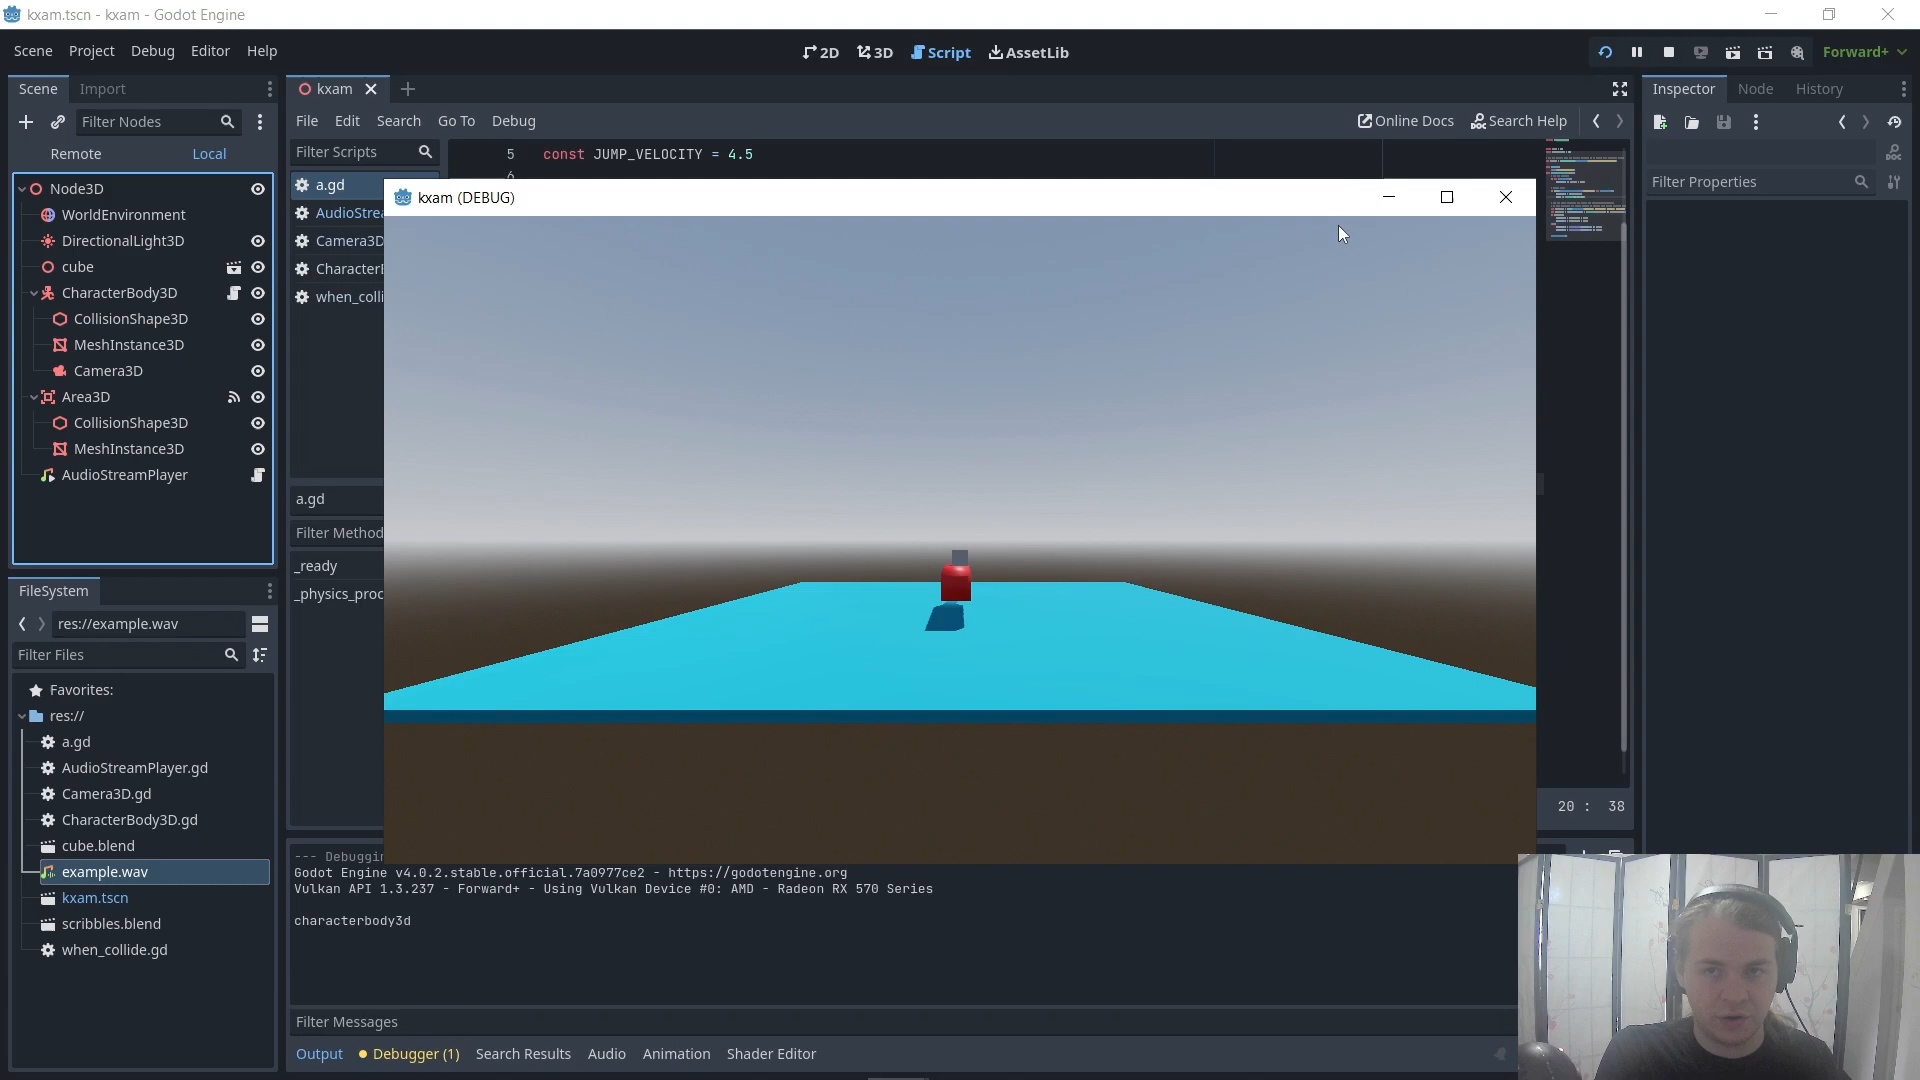 kxam.tscn - kxam - Godot Engine
Scene Project Debug Editor Help
2D 3D Script AssetLib
Forward+
Scene Import
kxam
Inspector Node History
Filter Nodes
File Edit Search Go To Debug
Online Docs Search Help
Remote Local
Filter Scripts
5 const JUMP_VELOCITY = 4.5
6
Filter Properties
Node3D
WorldEnvironment
DirectionalLight3D
cube
CharacterBody3D
CollisionShape3D
MeshInstance3D
Camera3D
Area3D
CollisionShape3D
MeshInstance3D
AudioStreamPlayer
a.gd
AudioStrea
Camera3D
CharacterB
when_colli
kxam (DEBUG)
a.gd
Filter Method
_ready
_physics_proc
FileSystem
res://example.wav
Filter Files
Favorites:
res://
a.gd
AudioStreamPlayer.gd
Camera3D.gd
CharacterBody3D.gd
cube.blend
example.wav
kxam.tscn
scribbles.blend
when_collide.gd
20 : 38
--- Debuggin
Godot Engine v4.0.2.stable.official.7a0977ce2 - https://godotengine.org
Vulkan API 1.3.237 - Forward+ - Using Vulkan Device #0: AMD - Radeon RX 570 Series
characterbody3d
Filter Messages
Output Debugger (1) Search Results Audio Animation Shader Editor